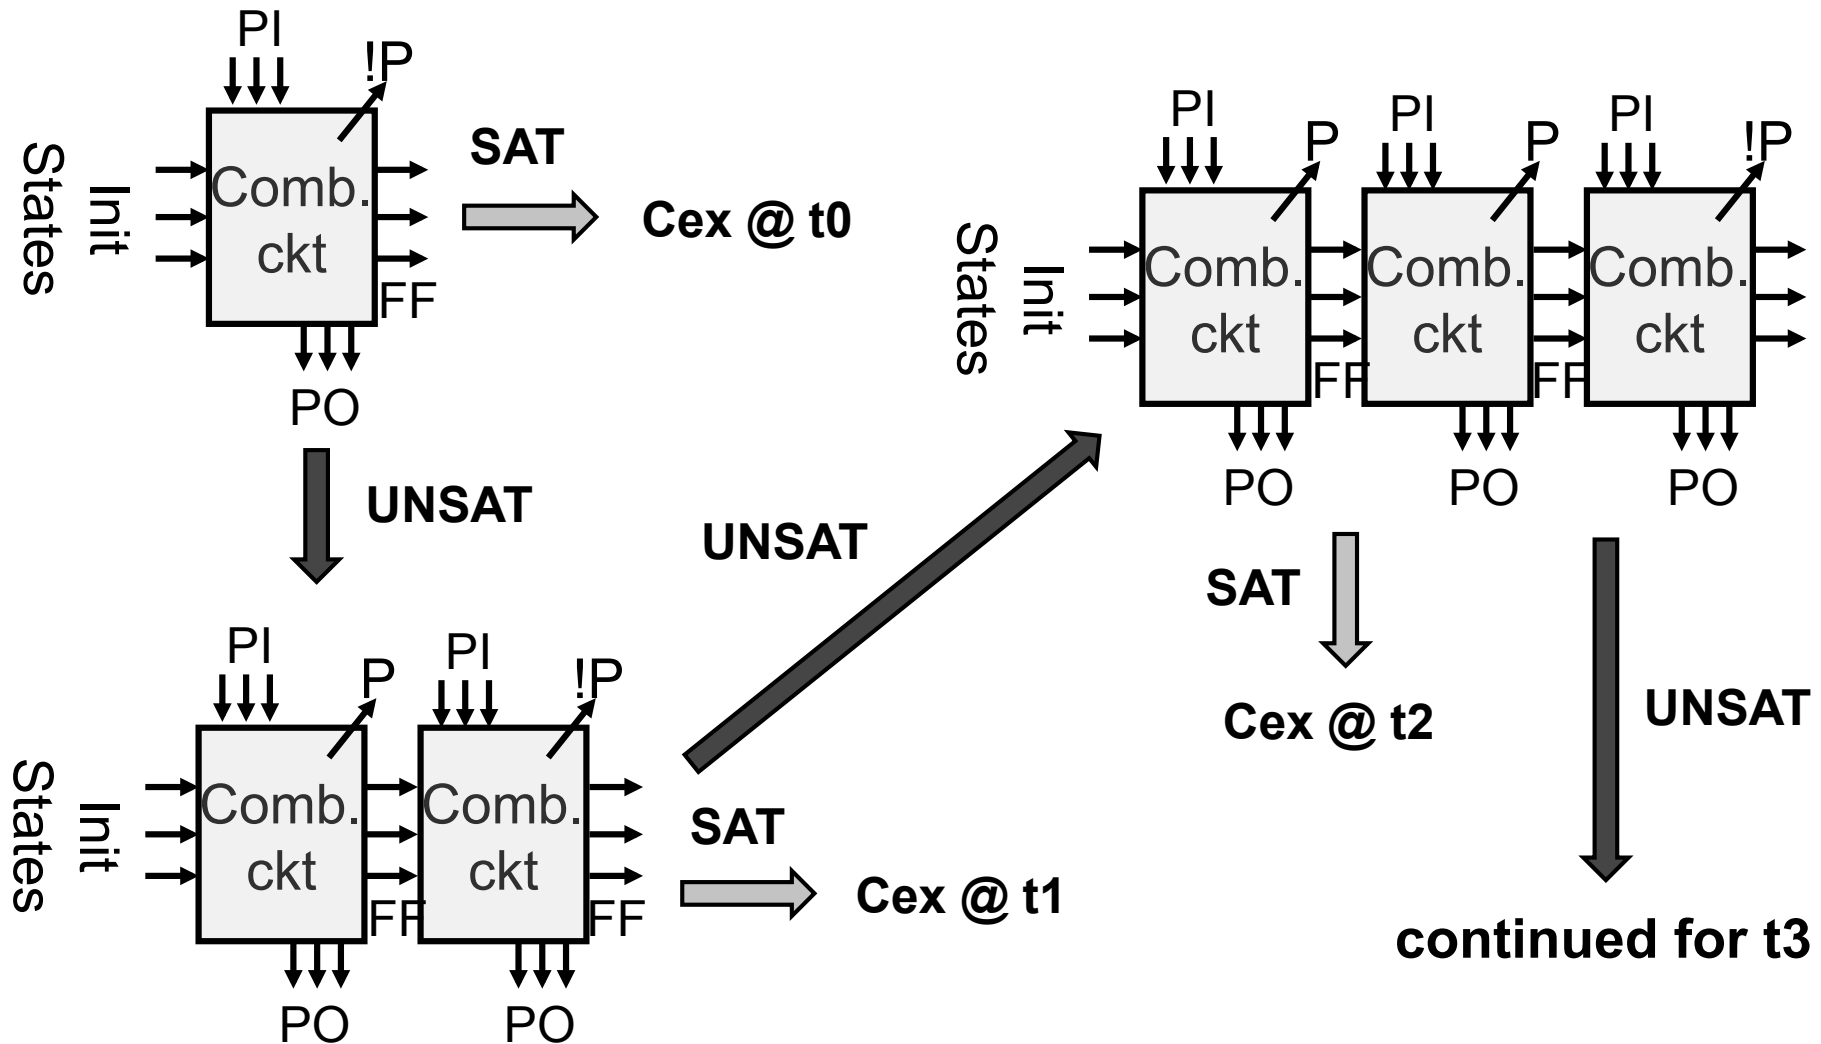 PI
!P
Init
States
Comb.
ckt
FF
PO
SAT
Cex @ t0
UNSAT
PI
P
PI
!P
Init
States
Comb.
ckt
FF
Comb.
ckt
FF
PO
PO
SAT
Cex @ t1
UNSAT
PI
P
PI
P
PI
!P
Init
States
Comb.
ckt
FF
Comb.
ckt
FF
Comb.
ckt
PO
PO
PO
SAT
Cex @ t2
UNSAT
continued for t3